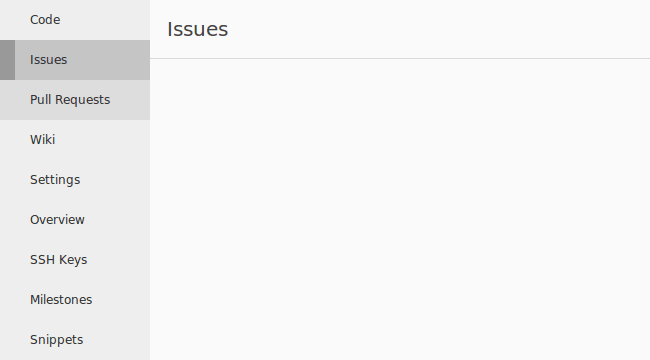 Code
Issues
Pull Requests
Wiki
Settings
Overview
SSH Keys
Milestones
Snippets
Issues